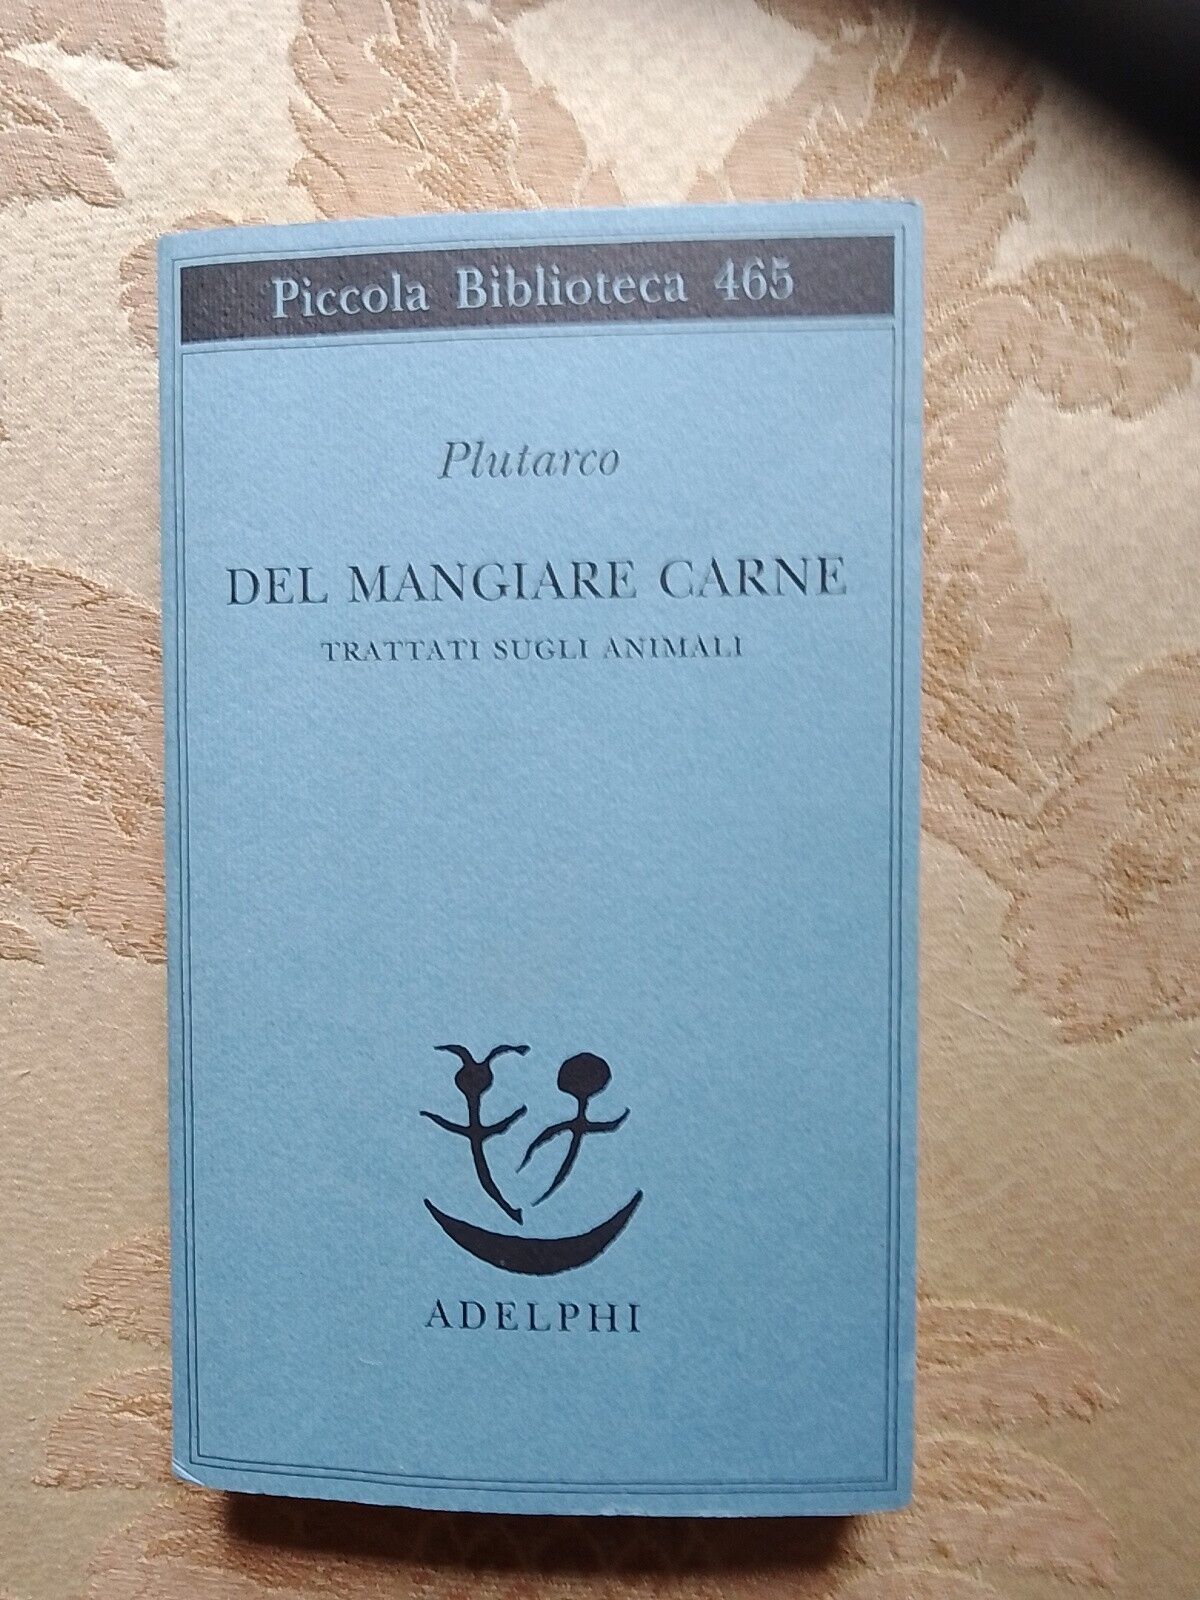 Piccola Biblioteca 465
Plutarco
DEL MANGIARE CARNE
TRATTATI SUGLI ANIMALI
ADELPHI